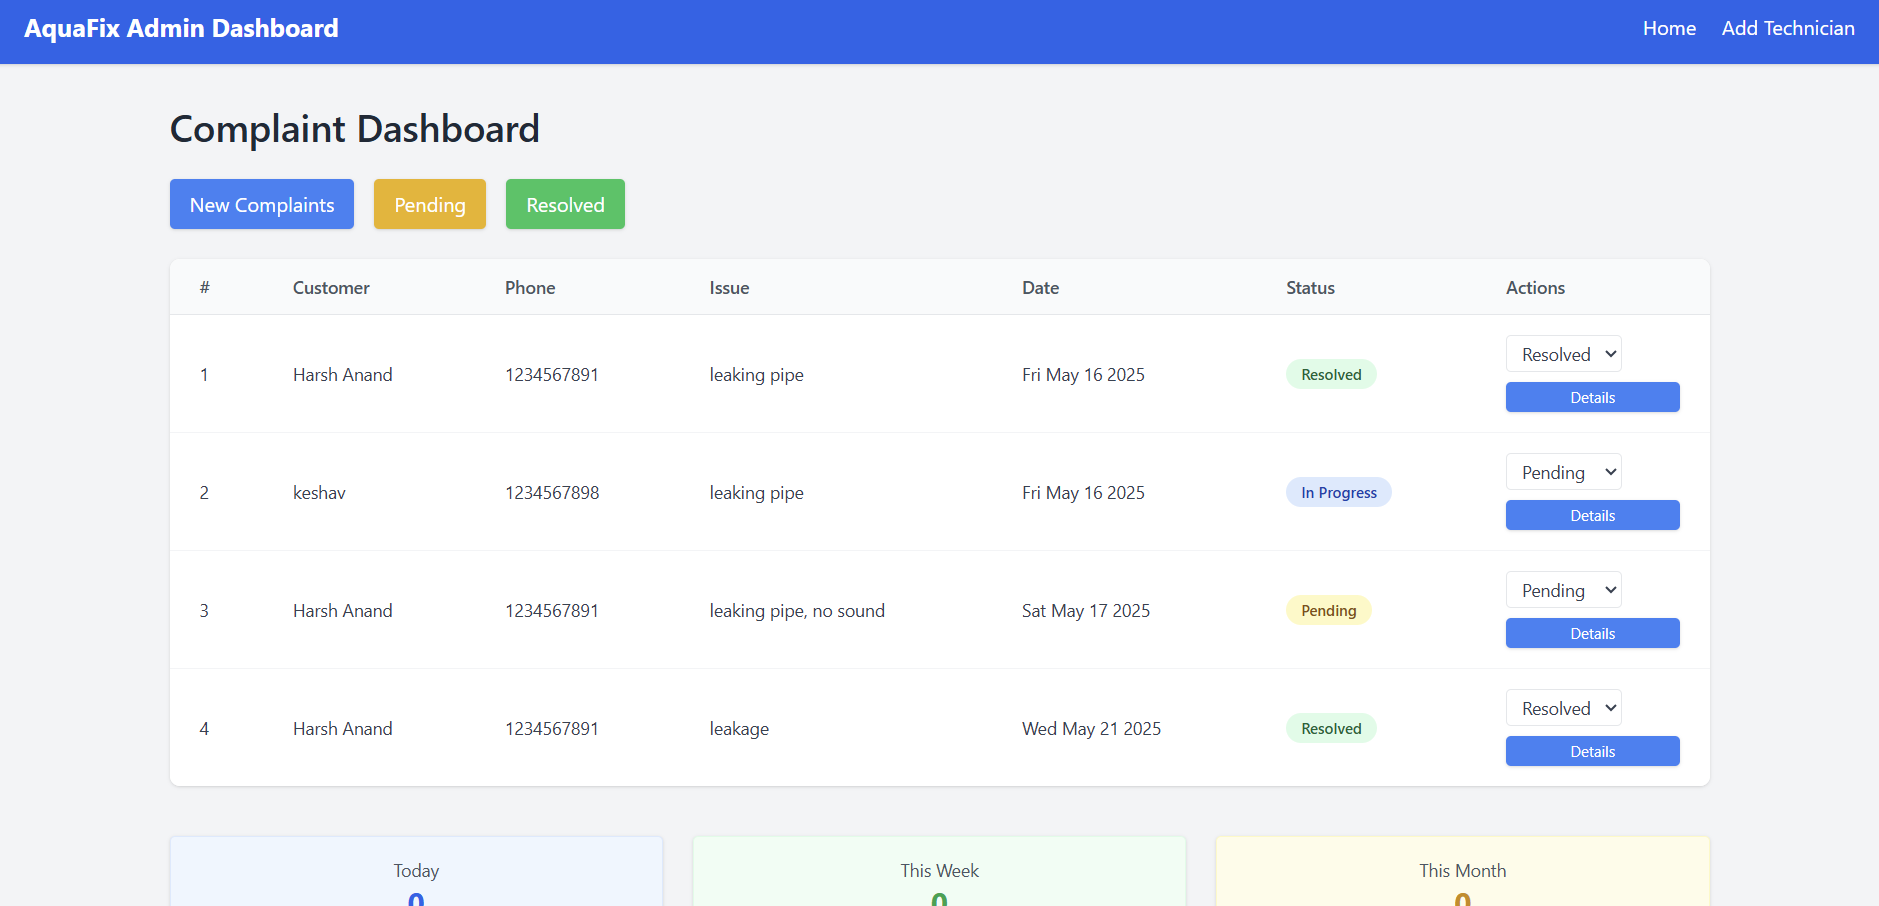 AquaFix Admin Dashboard Home Add Technician
Complaint Dashboard
New Complaints Pending Resolved
# Customer Phone Issue Date Status Actions
1 Harsh Anand 1234567891 leaking pipe Fri May 16 2025 Resolved Resolved
Details
2 keshav 1234567898 leaking pipe Fri May 16 2025 In Progress Pending
Details
3 Harsh Anand 1234567891 leaking pipe, no sound Sat May 17 2025 Pending Pending
Details
4 Harsh Anand 1234567891 leakage Wed May 21 2025 Resolved Resolved
Details
Today This Week This Month
0 0 0